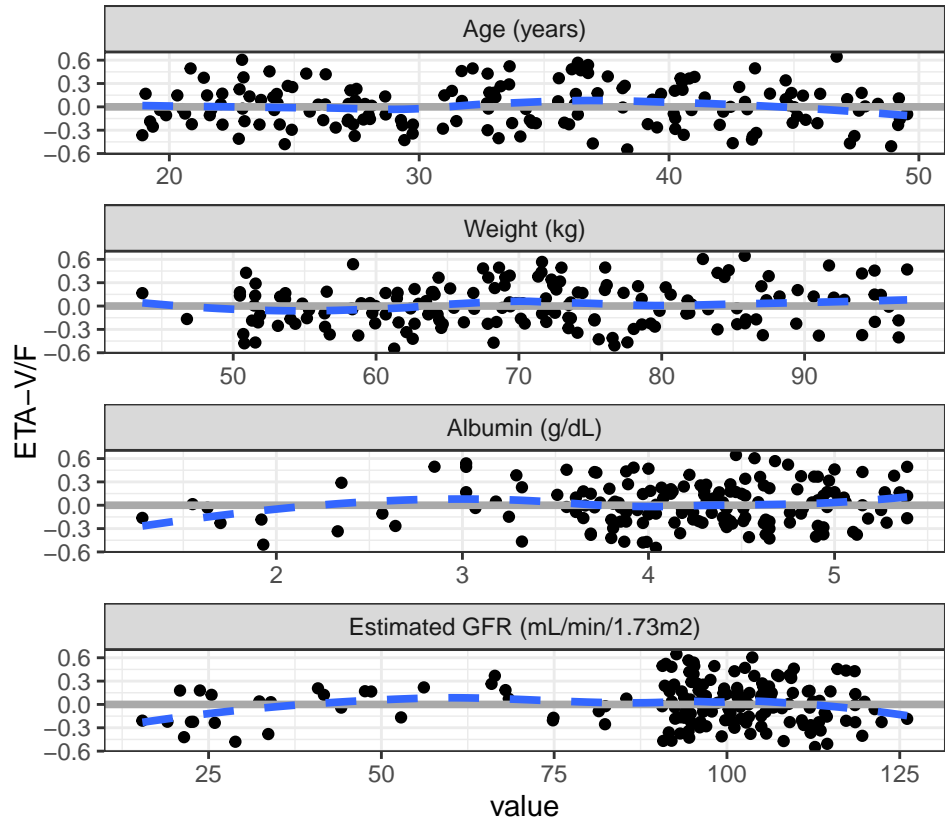 Age (years)
0.6
0.3
0.0
−0.3
−0.6
20 30 40 50
Weight (kg)
0.6
0.3
0.0
−0.3
−0.6
50 60 70 80 90
Albumin (g/dL)
0.6
0.3
0.0
−0.3
−0.6
2 3 4 5
Estimated GFR (mL/min/1.73m2)
0.6
0.3
0.0
−0.3
−0.6
25 50 75 100 125
ETA−V/F
value